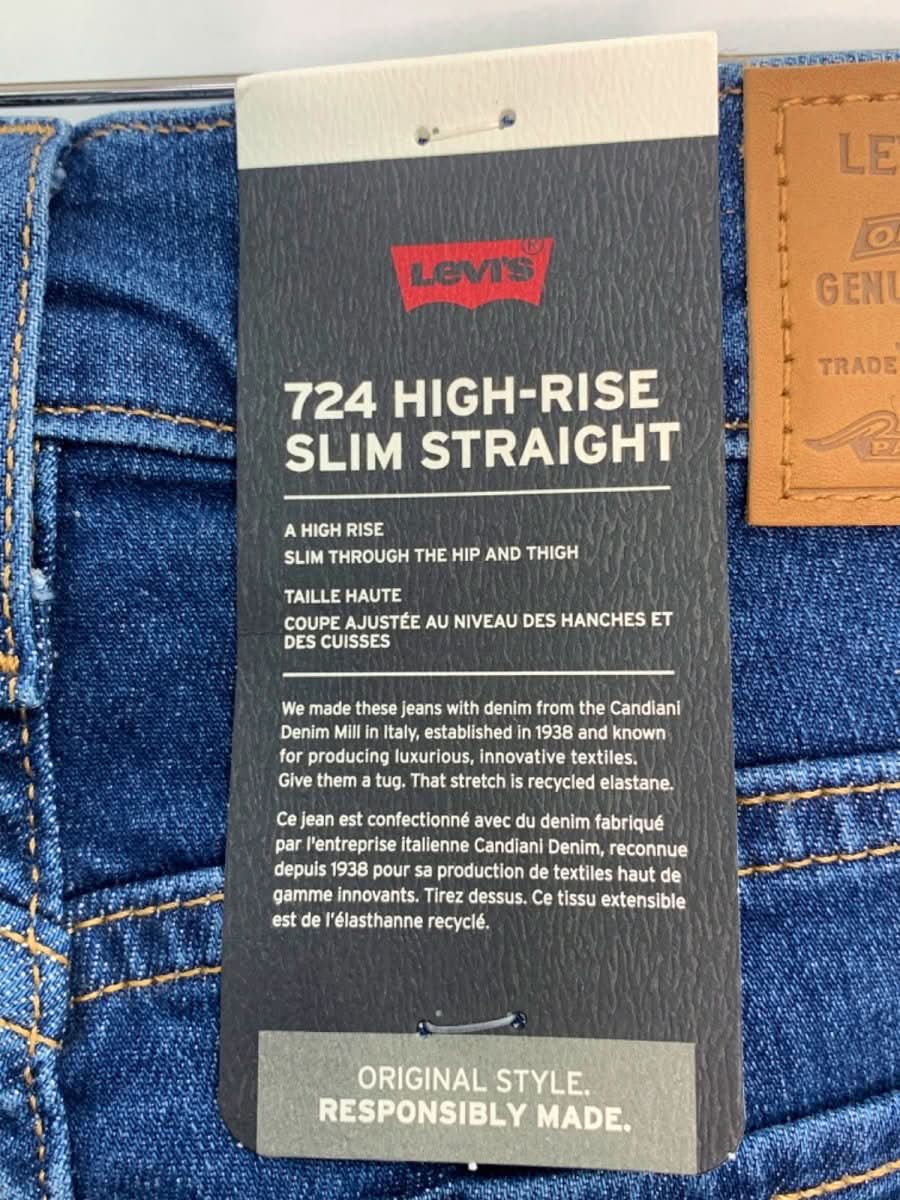 Levi's®
724 HIGH-RISE
SLIM STRAIGHT
A HIGH RISE
SLIM THROUGH THE HIP AND THIGH
TAILLE HAUTE
COUPE AJUSTÉE AU NIVEAU DES HANCHES ET
DES CUISSES
We made these jeans with denim from the Candiani
Denim Mill in Italy, established in 1938 and known
for producing luxurious, innovative textiles.
Give them a tug. That stretch is recycled elastane.
Ce jean est confectionné avec du denim fabriqué
par l'entreprise italienne Candiani Denim, reconnue
depuis 1938 pour sa production de textiles haut de
gamme innovants. Tirez dessus. Ce tissu extensible
est de l'élasthanne recyclé.
ORIGINAL STYLE.
RESPONSIBLY MADE.
TRADE